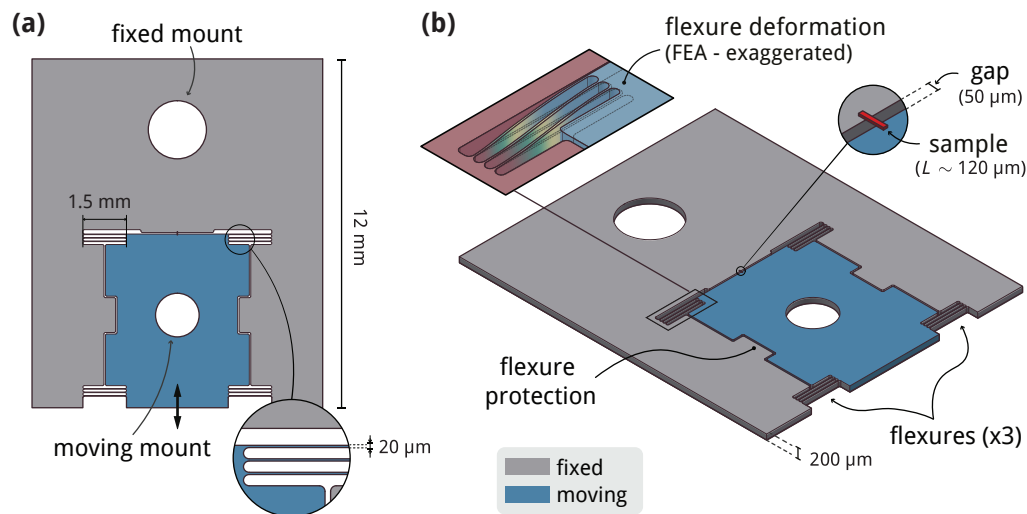 (a)
fixed mount
1.5 mm
12 mm
moving mount
20 μm
(b)
flexure deformation
(FEA - exaggerated)
gap
(50 μm)
sample
(L ~ 120 μm)
flexure
protection
flexures (x3)
200 μm
fixed
moving